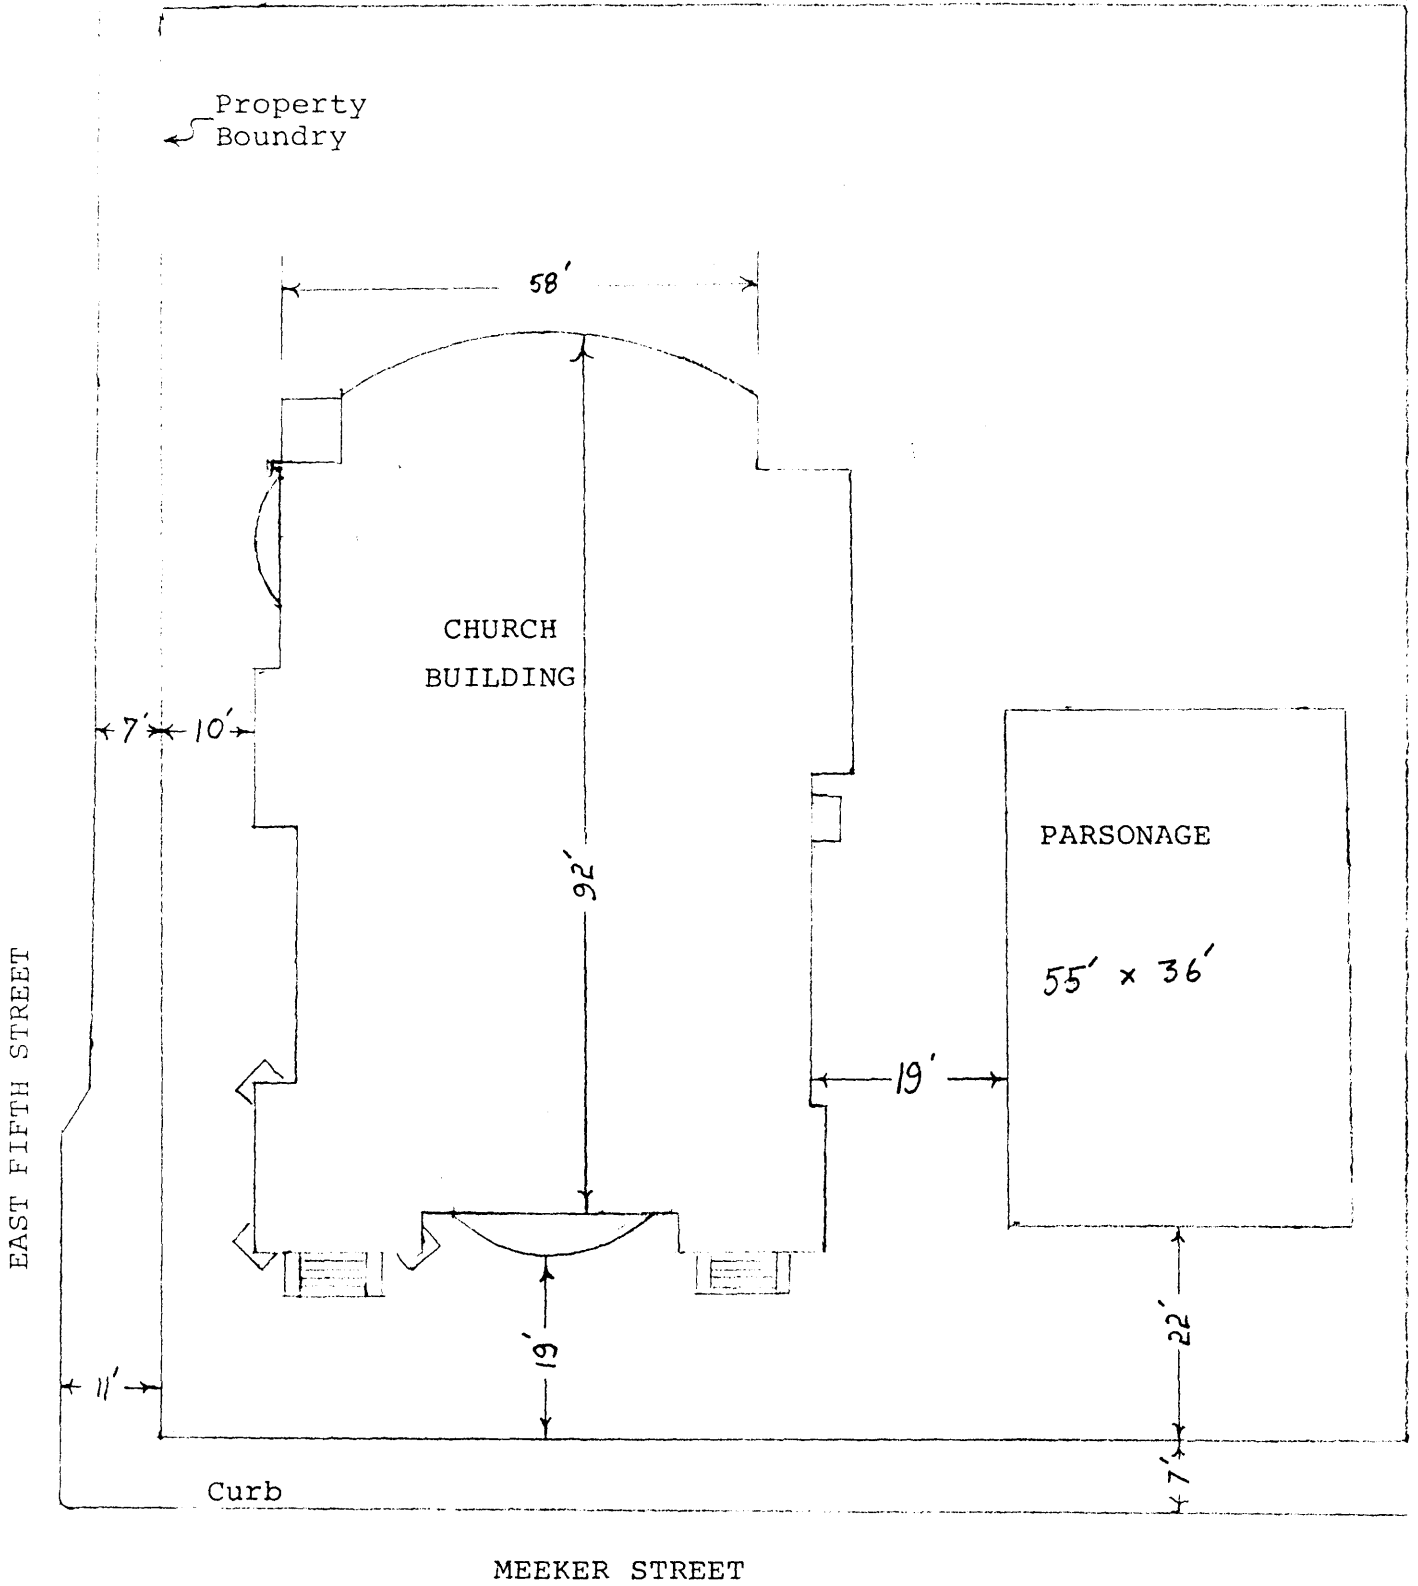 Property
Boundry
58'
CHURCH
BUILDING
7'
10'
92'
PARSONAGE
55' x 36'
EAST FIFTH STREET
19'
19'
22'
11'
7'
Curb
MEEKER STREET